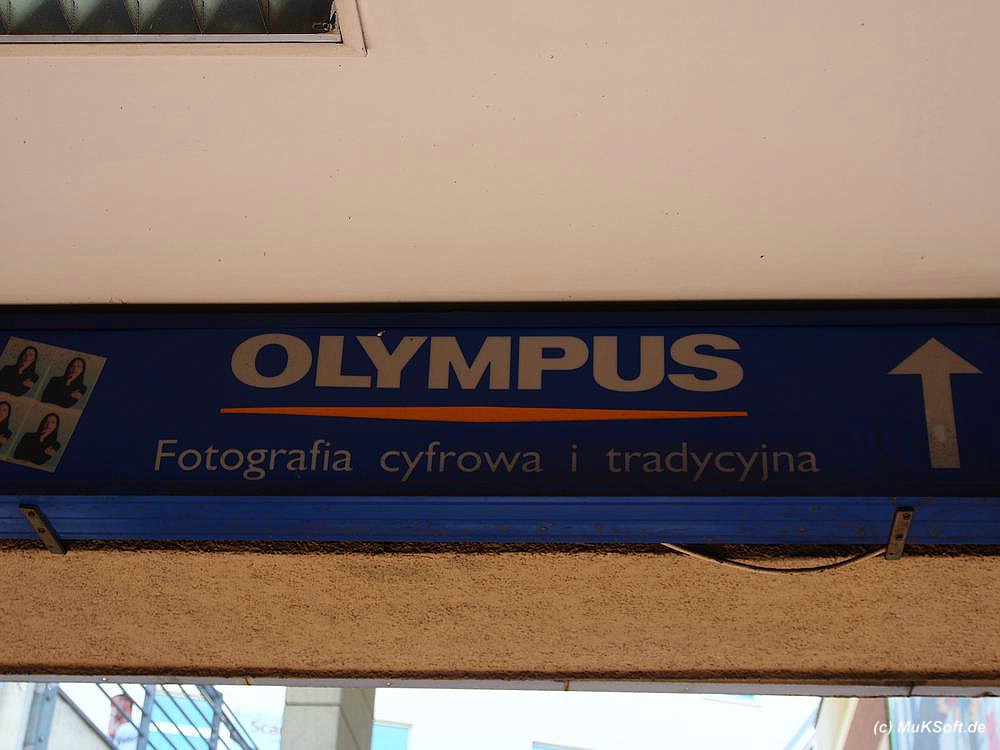 OLYMPUS
Fotografia cyfrowa i tradycyjna
(c) MuKSoft.de